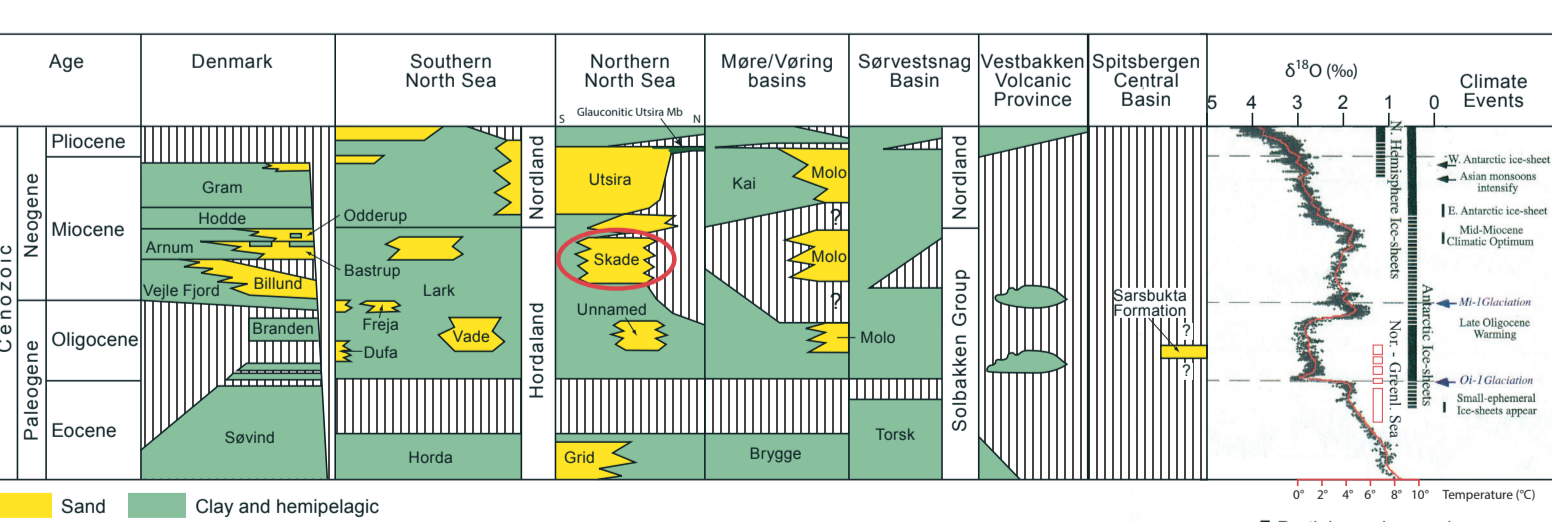 Age
Denmark
Southern
North Sea
Northern
North Sea
Møre/Vøring
basins
Sørvestsnag
Basin
Vestbakken
Volcanic
Province
Spitsbergen
Central
Basin
δ18O (‰)
Climate
Events
5 4 3 2 1 0
S
Glauconitic Utsira Mb
N
Cenozoic
Neogene
Paleogene
Pliocene
Miocene
Oligocene
Eocene
Gram
Hodde
Odderup
Arnum
Bastrup
Billund
Vejle Fjord
Branden
Søvind
Lark
Freja
Vade
Dufa
Horda
Nordland
Hordaland
Utsira
Skade
Unnamed
Grid
Kai
Molo
?
Molo
?
Molo
Brygge
Torsk
Nordland
Solbakken Group
Sarsbukta
Formation
?
?
N. Hemisphere Ice-sheets
Nor. - Greenl. Sea
Antarctic Ice-sheets
W. Antarctic ice-sheet
Asian monsoons
intensify
E. Antarctic ice-sheet
Mid-Miocene
Climatic Optimum
Mi-1Glaciation
Late Oligocene
Warming
Oi-1Glaciation
Small-ephemeral
Ice-sheets appear
0° 2° 4° 6° 8° 10° Temperature (°C)
Sand
Clay and hemipelagic